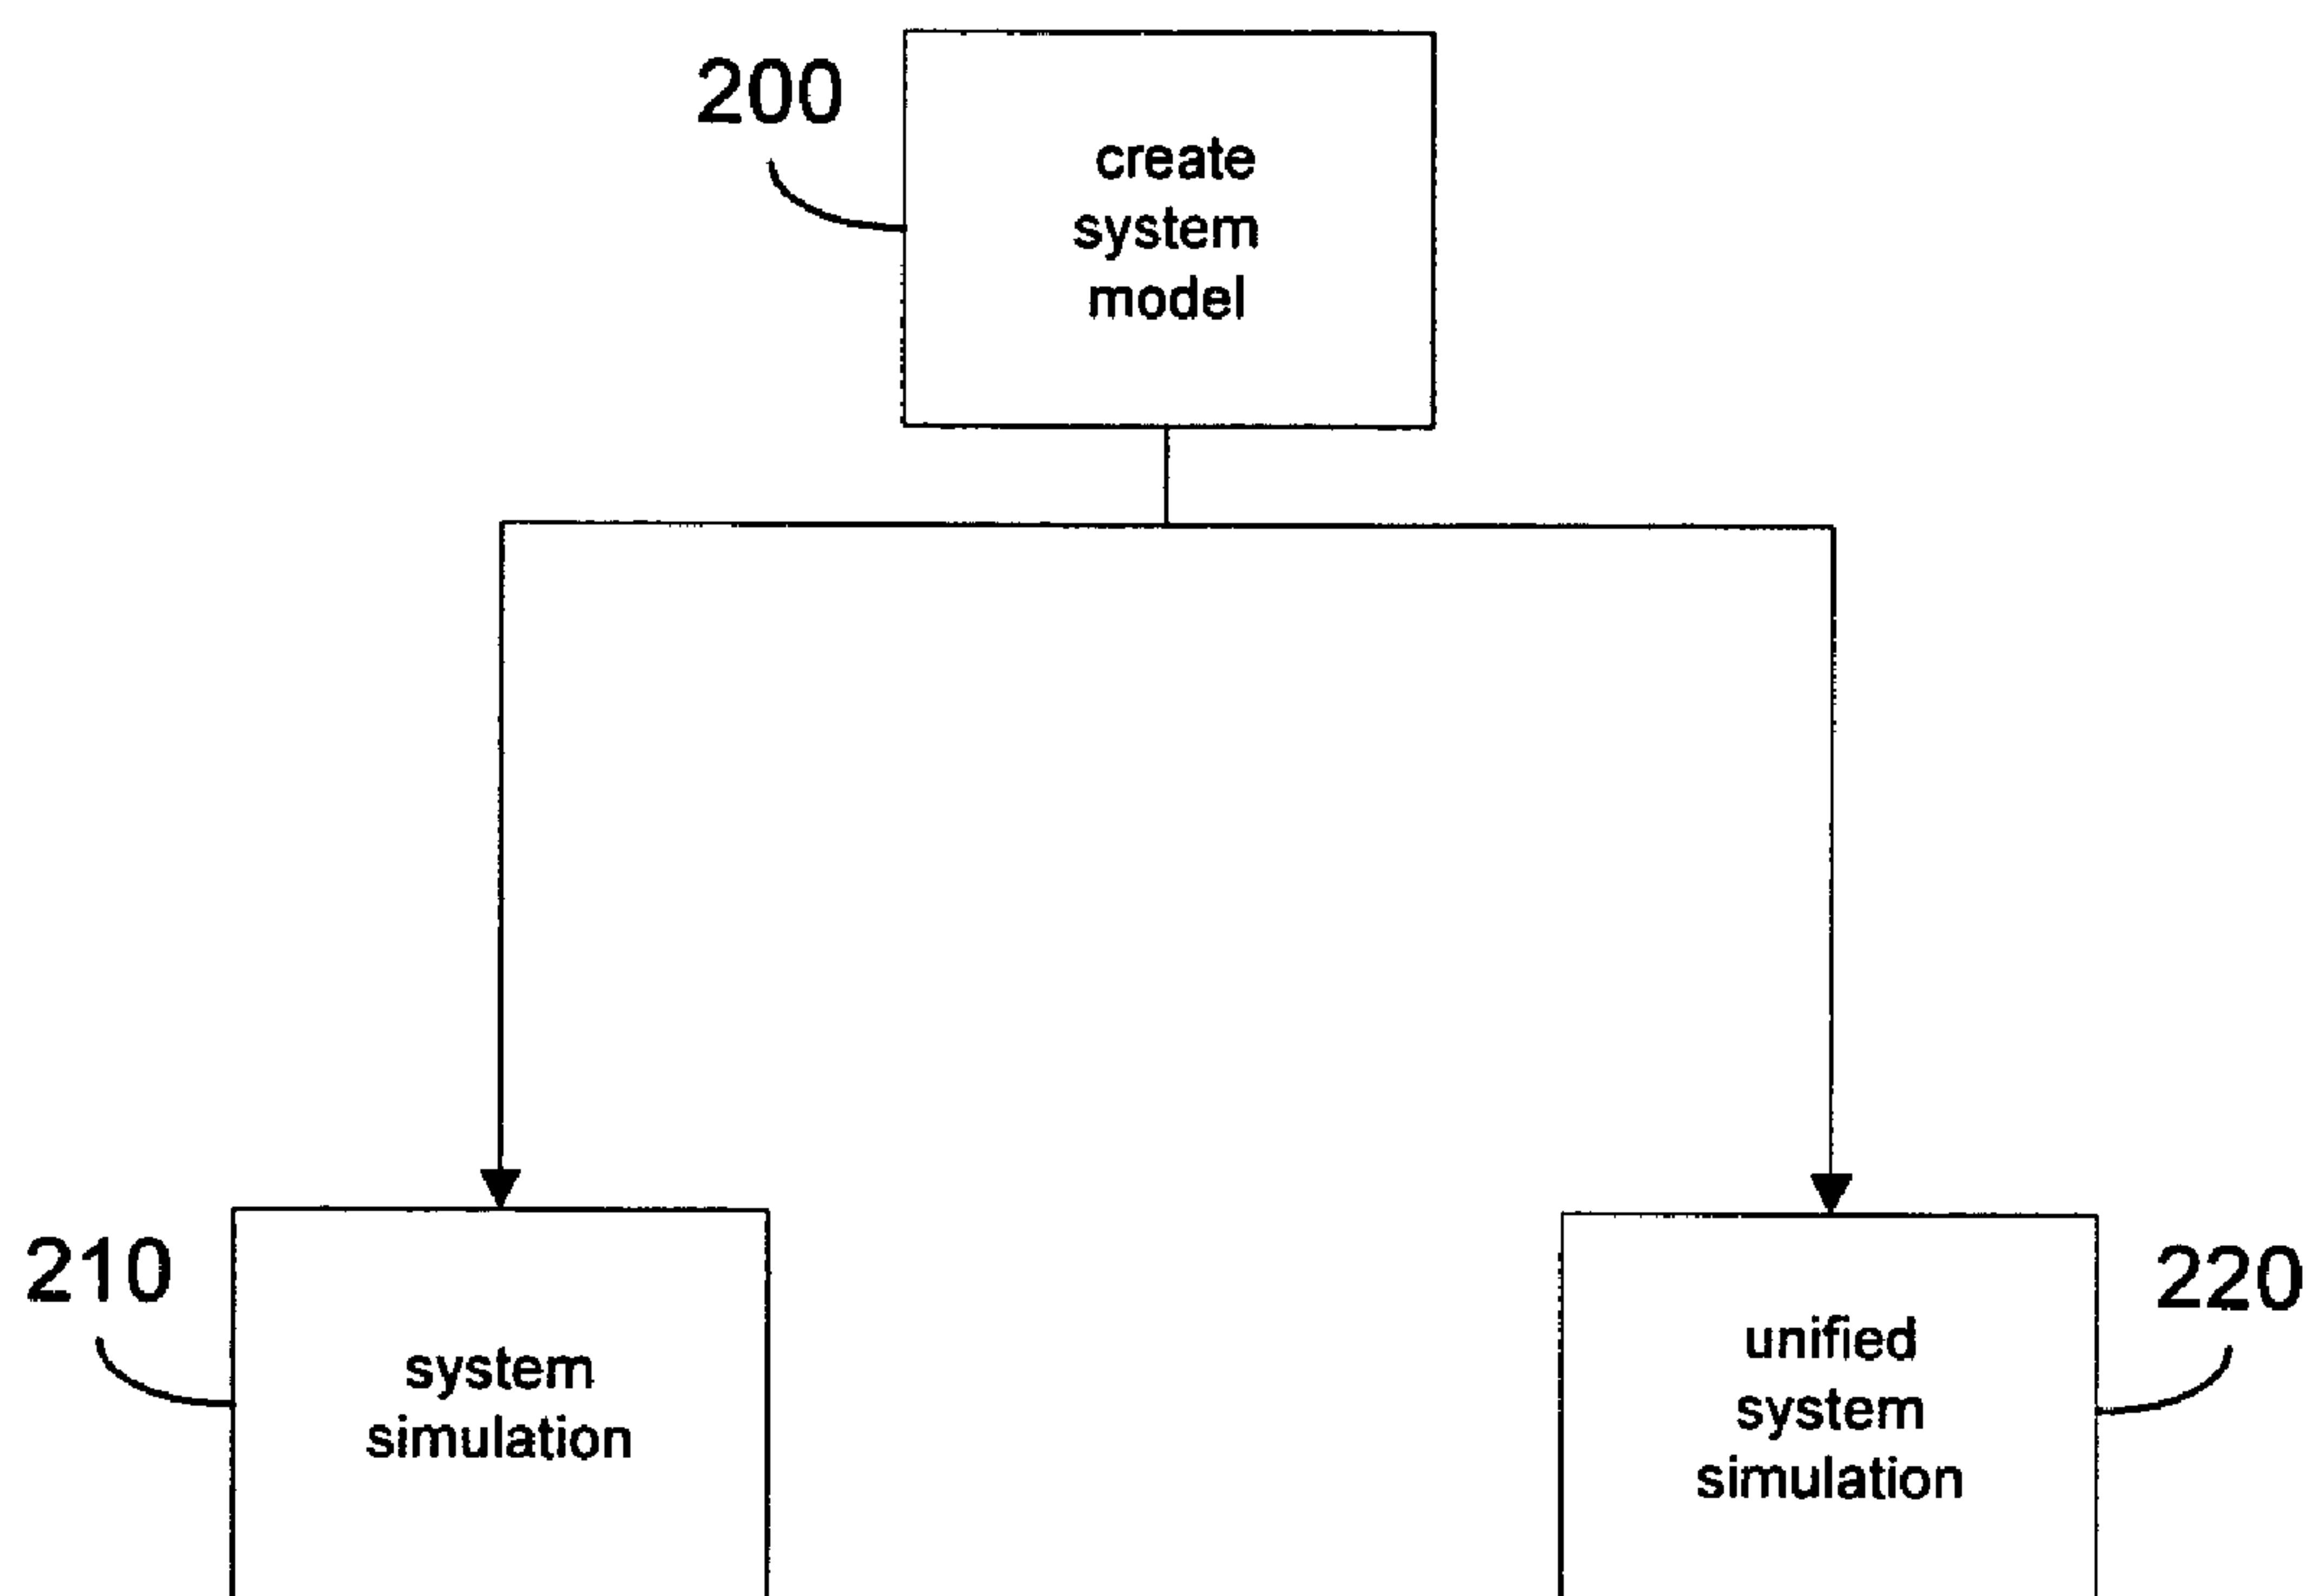 200
create
system
model
210
system
simulation
220
unified
system
simulation